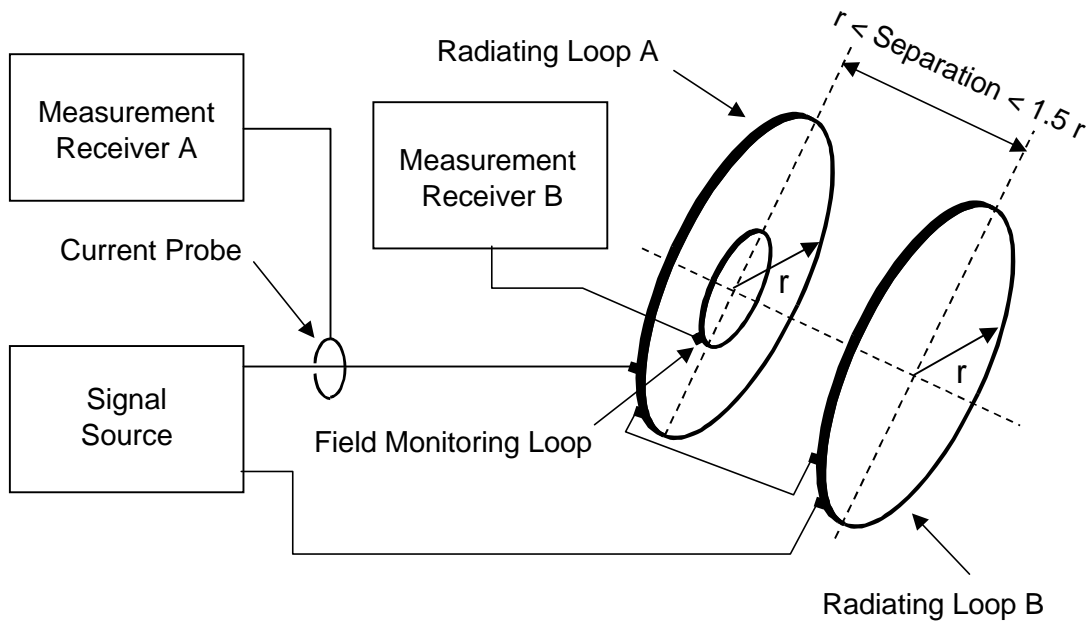 Radiating Loop A
r < Separation < 1.5 r
Measurement
Receiver A
Measurement
Receiver B
Current Probe
r
r
Signal
Source
Field Monitoring Loop
Radiating Loop B